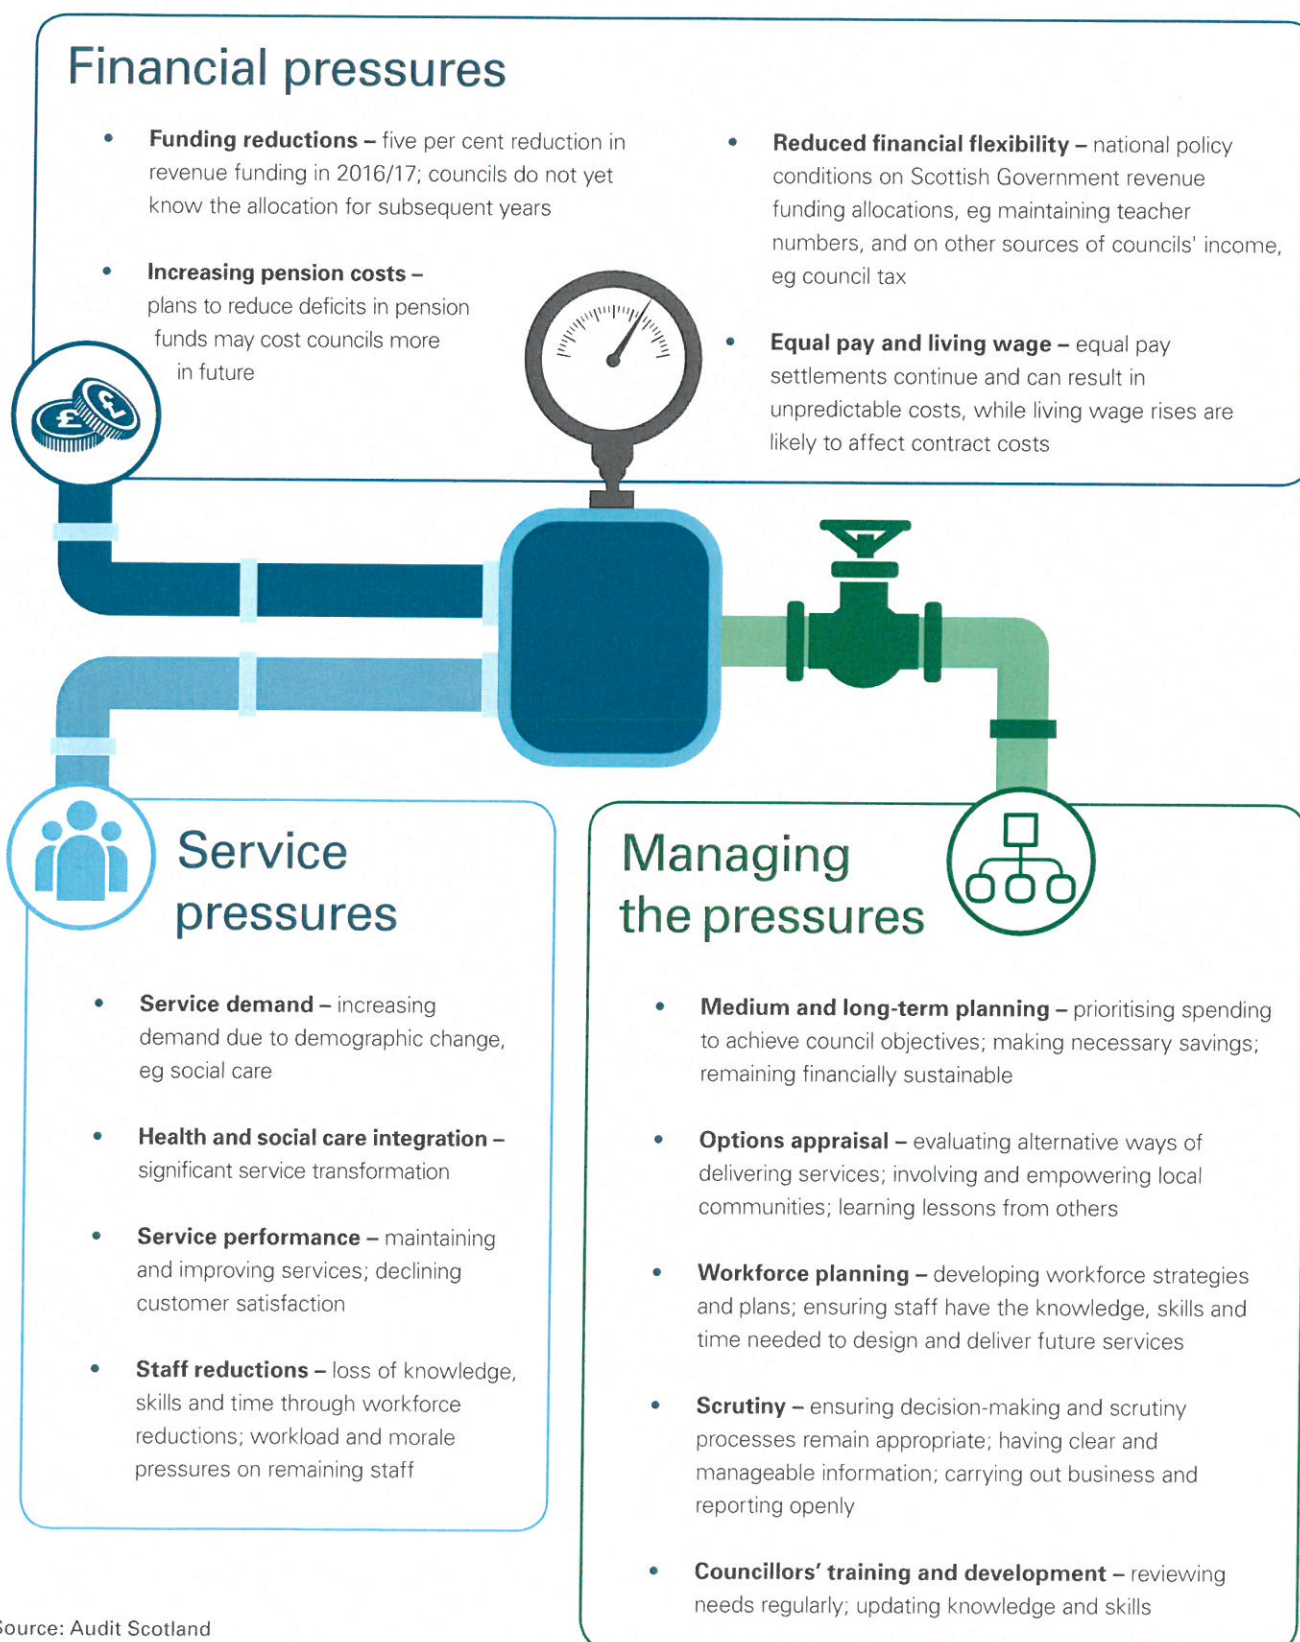 Financial pressures
• Funding reductions – five per cent reduction in
revenue funding in 2016/17; councils do not yet
know the allocation for subsequent years
• Increasing pension costs –
plans to reduce deficits in pension
funds may cost councils more
in future
• Reduced financial flexibility – national policy
conditions on Scottish Government revenue
funding allocations, eg maintaining teacher
numbers, and on other sources of councils' income,
eg council tax
• Equal pay and living wage – equal pay
settlements continue and can result in
unpredictable costs, while living wage rises are
likely to affect contract costs
£ £
Service
pressures
• Service demand – increasing
demand due to demographic change,
eg social care
• Health and social care integration –
significant service transformation
• Service performance – maintaining
and improving services; declining
customer satisfaction
• Staff reductions – loss of knowledge,
skills and time through workforce
reductions; workload and morale
pressures on remaining staff
Managing
the pressures
• Medium and long-term planning – prioritising spending
to achieve council objectives; making necessary savings;
remaining financially sustainable
• Options appraisal – evaluating alternative ways of
delivering services; involving and empowering local
communities; learning lessons from others
• Workforce planning – developing workforce strategies
and plans; ensuring staff have the knowledge, skills and
time needed to design and deliver future services
• Scrutiny – ensuring decision-making and scrutiny
processes remain appropriate; having clear and
manageable information; carrying out business and
reporting openly
• Councillors' training and development – reviewing
needs regularly; updating knowledge and skills
Source: Audit Scotland